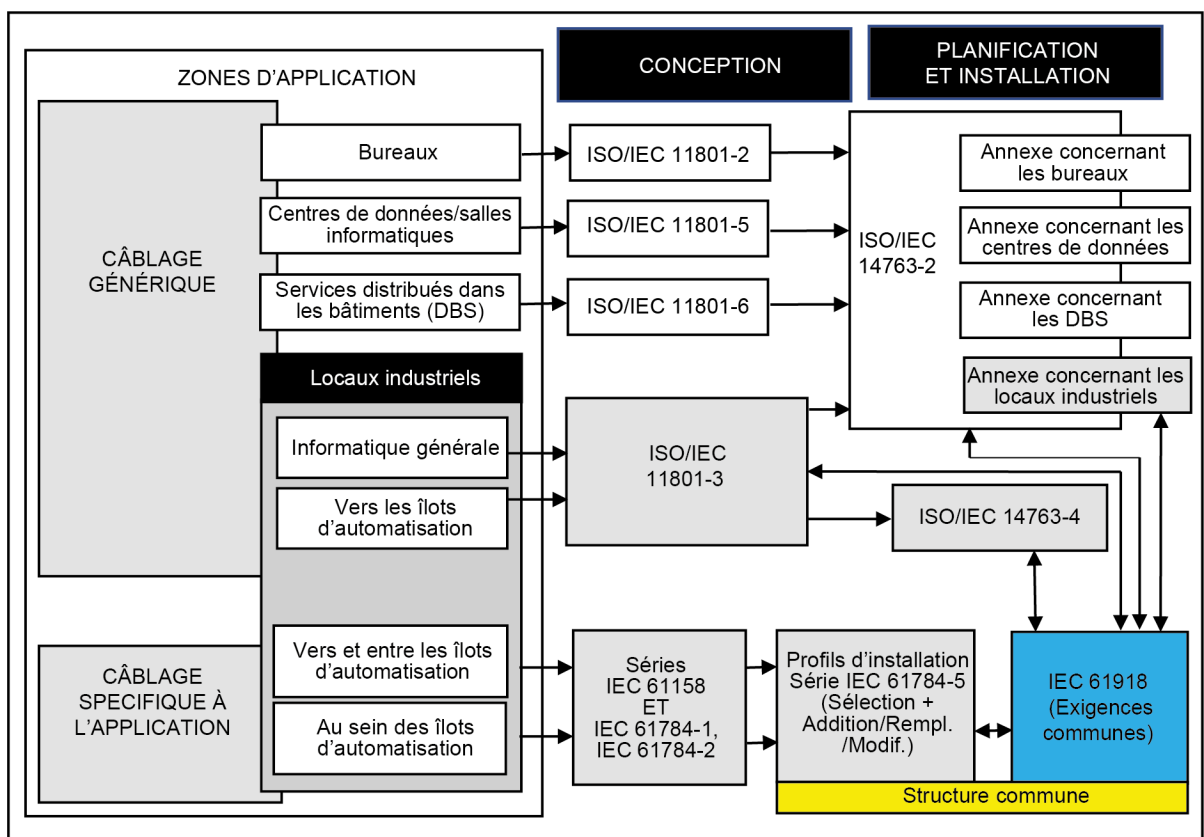 ZONES D'APPLICATION
CONCEPTION
PLANIFICATION
ET INSTALLATION
CÂBLAGE
GÉNÉRIQUE
Bureaux
ISO/IEC 11801-2
Centres de données/salles
informatiques
ISO/IEC 11801-5
Services distribués dans
les bâtiments (DBS)
ISO/IEC 11801-6
ISO/IEC
14763-2
Annexe concernant
les bureaux
Annexe concernant les
centres de données
Annexe concernant
les DBS
Annexe concernant les
locaux industriels
Locaux industriels
Informatique générale
Vers les îlots
d'automatisation
ISO/IEC
11801-3
ISO/IEC 14763-4
CÂBLAGE
SPECIFIQUE À
L'APPLICATION
Vers et entre les îlots
d'automatisation
Au sein des îlots
d'automatisation
Séries
IEC 61158
ET
IEC 61784-1,
IEC 61784-2
Profils d'installation
Série IEC 61784-5
(Sélection +
Addition/Rempl.
/Modif.)
IEC 61918
(Exigences
communes)
Structure commune